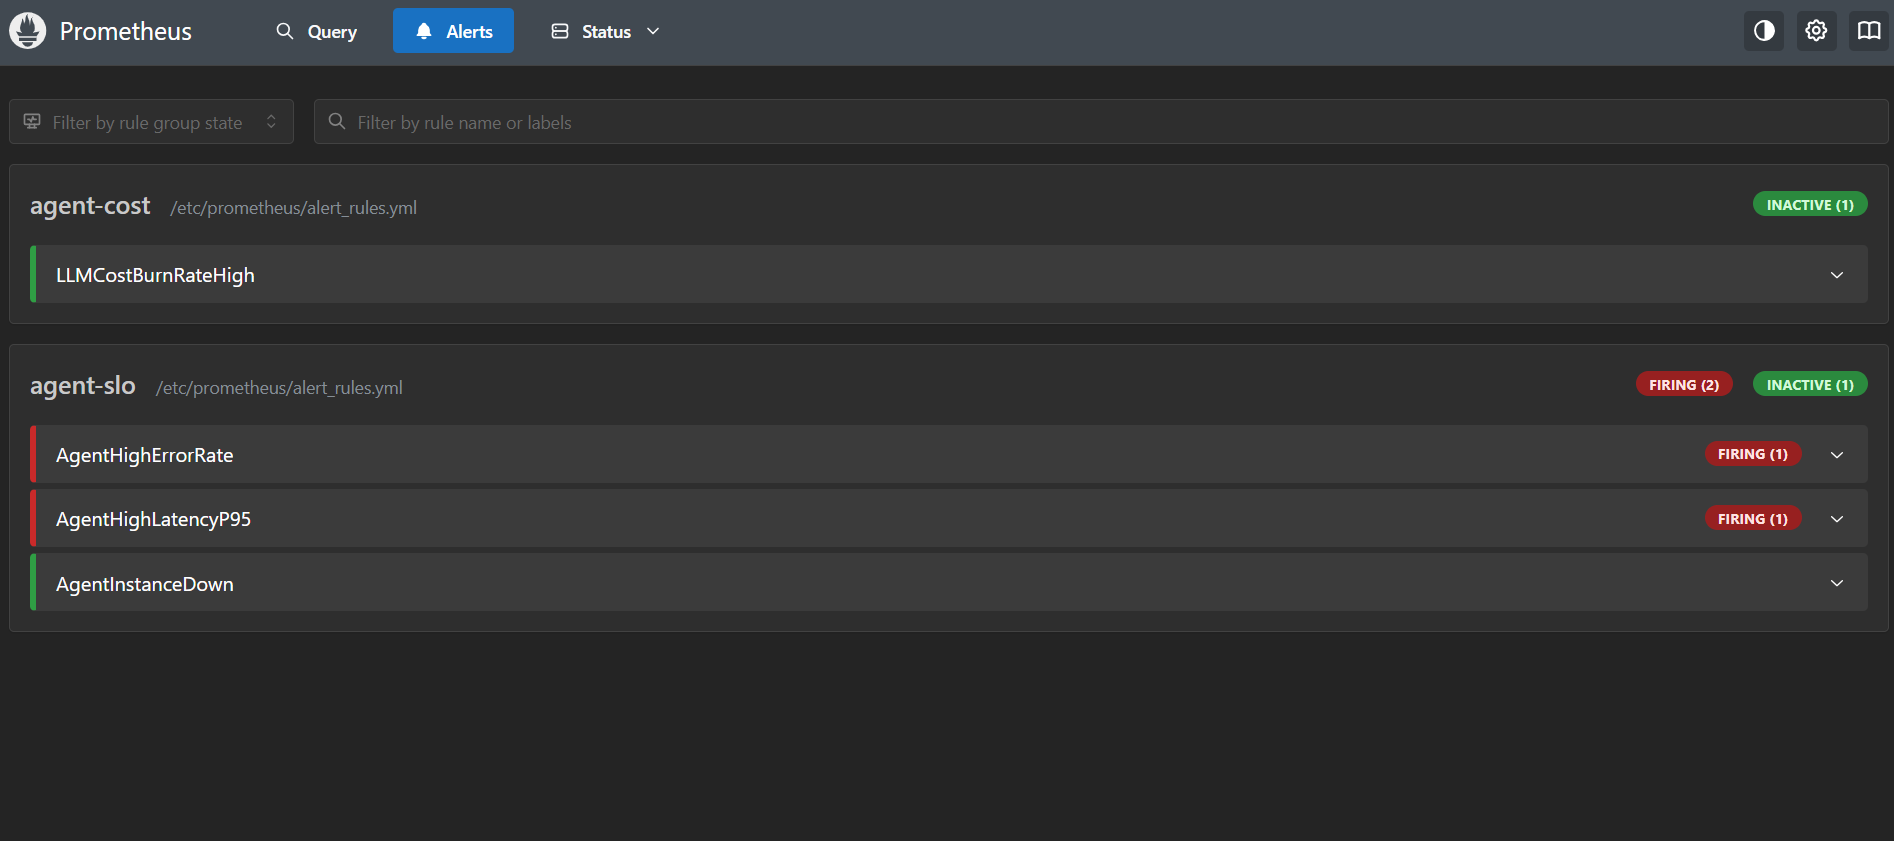 Prometheus Query Alerts Status
Filter by rule group state Filter by rule name or labels
agent-cost /etc/prometheus/alert_rules.yml INACTIVE (1)
LLMCostBurnRateHigh
agent-slo /etc/prometheus/alert_rules.yml FIRING (2) INACTIVE (1)
AgentHighErrorRate FIRING (1)
AgentHighLatencyP95 FIRING (1)
AgentInstanceDown